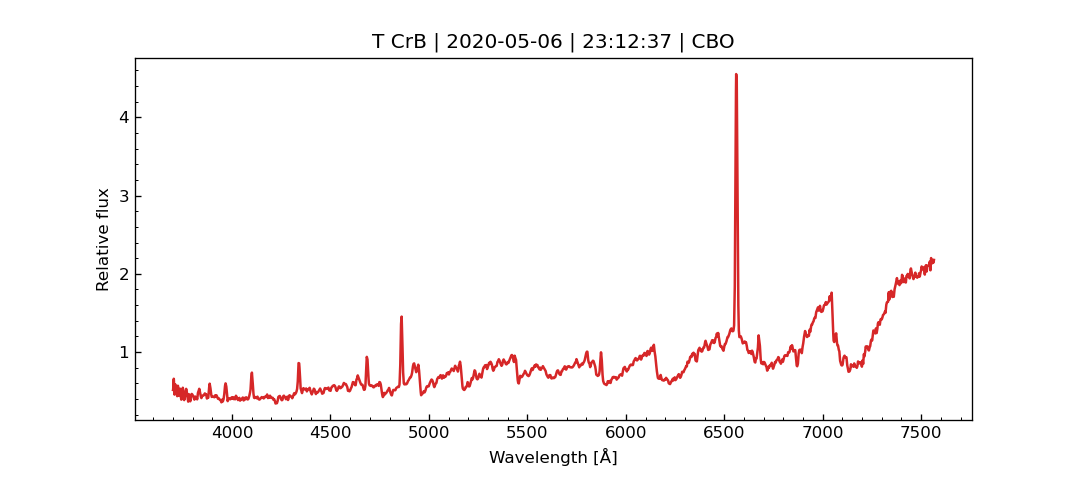 T CrB | 2020-05-06 | 23:12:37 | CBO
Relative flux
4
3
2
1
4000 4500 5000 5500 6000 6500 7000 7500
Wavelength [Å]